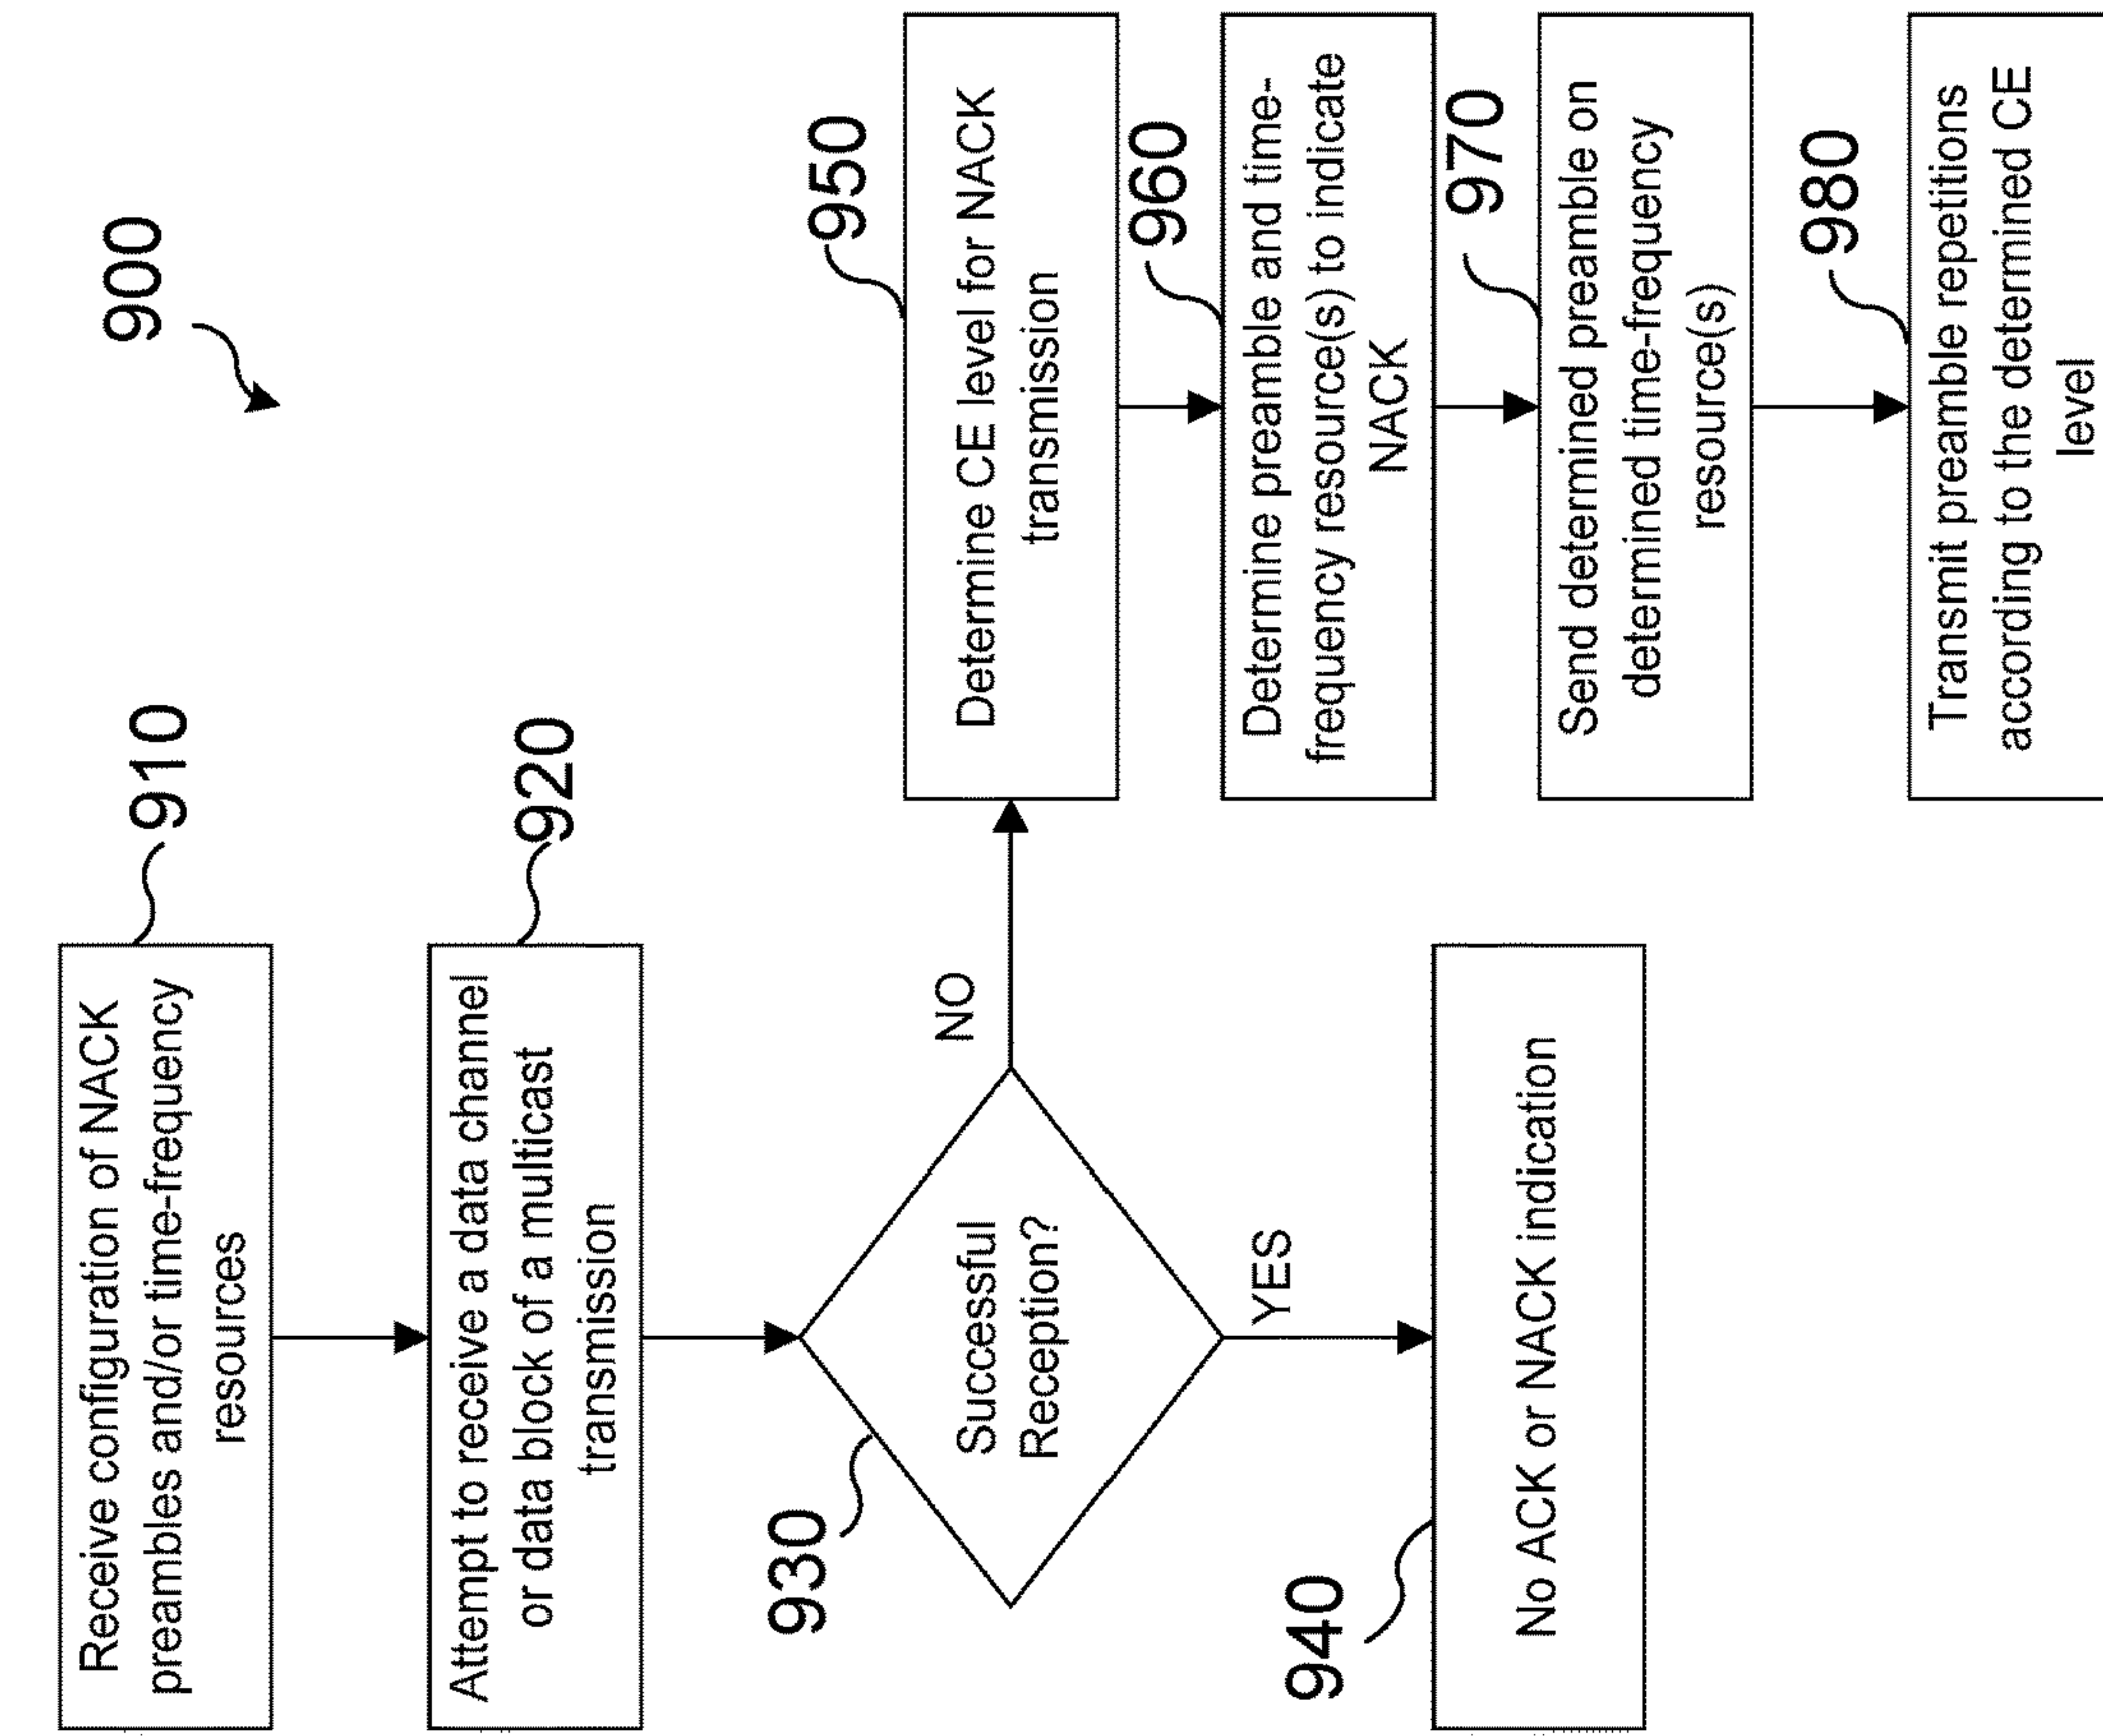 900
Receive configuration of NACK
preambles and/or time-frequency
resources
910
Attempt to receive a data channel
or data block of a multicast
transmission
920
Successful
Reception?
930
NO
YES
No ACK or NACK indication
940
Determine CE level for NACK
transmission
950
Determine preamble and time-
frequency resource(s) to indicate
NACK
960
Send determined preamble on
determined time-frequency
resource(s)
970
Transmit preamble repetitions
according to the determined CE
level
980